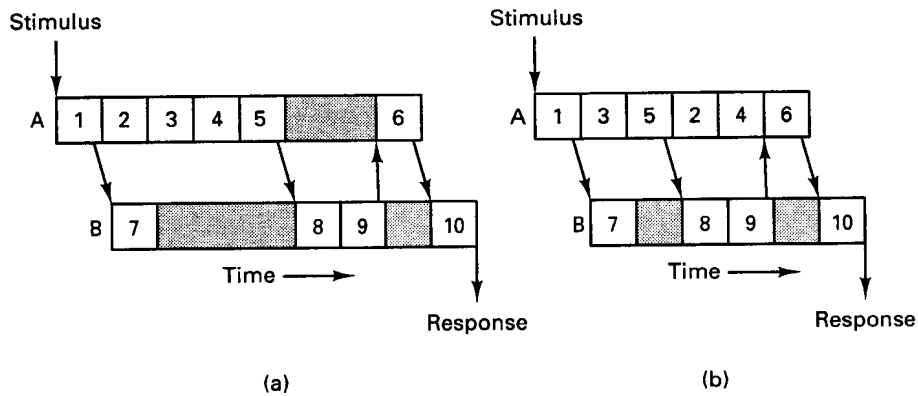 Stimulus
A 1 2 3 4 5 6
B 7 8 9 10
Time
Response
(a)
Stimulus
A 1 3 5 2 4 6
B 7 8 9 10
Time
Response
(b)